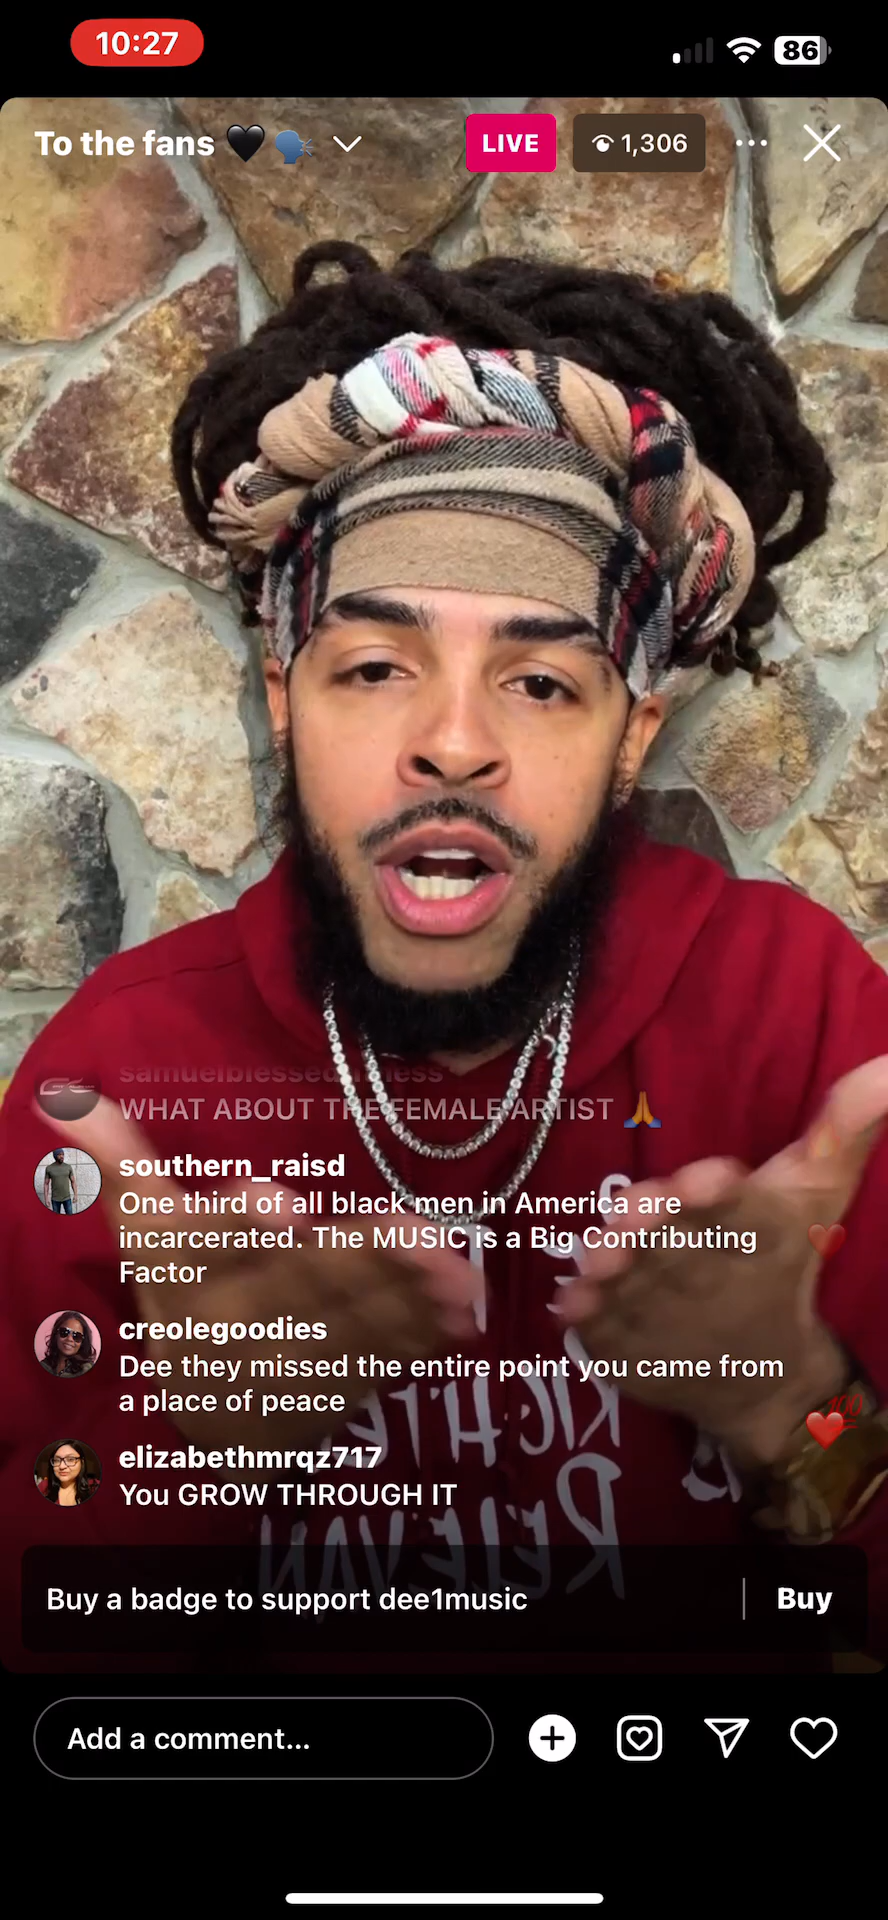 10:27
86
To the fans 🖤 🗣️
LIVE
1,306
samuelblessed
WHAT ABOUT THE FEMALE ARTIST 🙏
southern_raisd
One third of all black men in America are
incarcerated. The MUSIC is a Big Contributing
Factor
creolegoodies
Dee they missed the entire point you came from
a place of peace
elizabethmrqz717
You GROW THROUGH IT
Buy a badge to support dee1music
Buy
Add a comment...